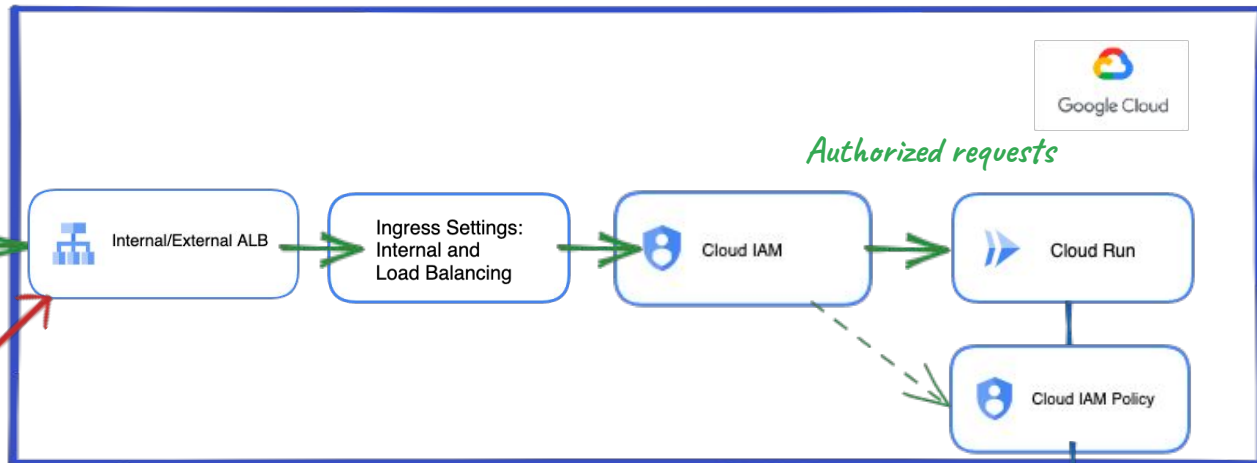 Google Cloud
Authorized requests
Internal/External ALB
Ingress Settings:
Internal and
Load Balancing
Cloud IAM
Cloud Run
Cloud IAM Policy